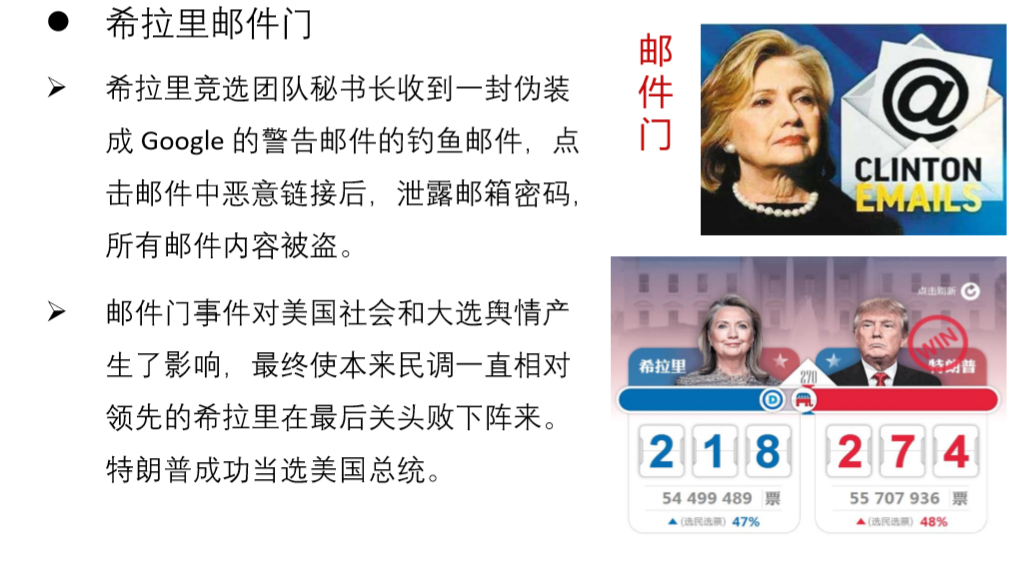 希拉里邮件门
希拉里竞选团队秘书长收到一封伪装
成 Google 的警告邮件的钓鱼邮件，点
击邮件中恶意链接后，泄露邮箱密码，
所有邮件内容被盗。
邮件门事件对美国社会和大选舆情产
生了影响，最终使本来民调一直相对
领先的希拉里在最后关头败下阵来。
特朗普成功当选美国总统。
邮
件
门
@
CLINTON
EMAILS
点击刷新
希拉里
WIN
特朗普
270
D
218
274
54 499 489 票
55 707 936 票
(选民选票) 47%
(选民选票) 48%